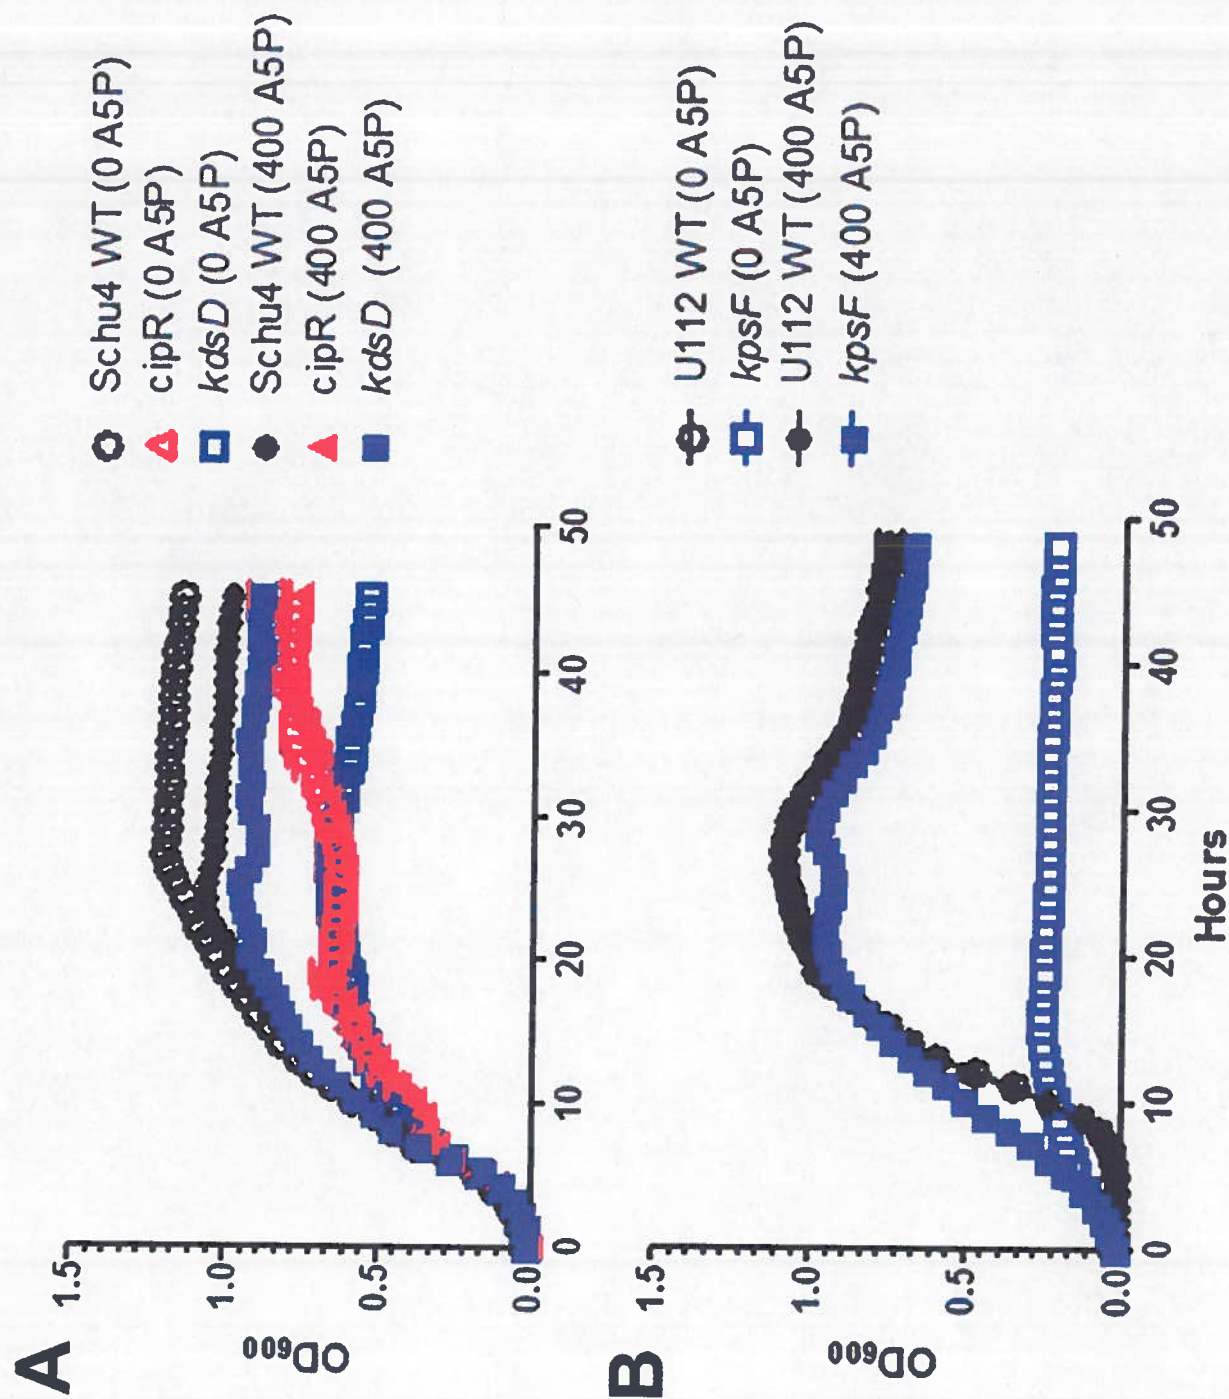 A
OD600
1.5
1.0
0.5
0.0
0
10
20
30
40
50
Schu4 WT (0 A5P)
cipR (0 A5P)
kdsD (0 A5P)
Schu4 WT (400 A5P)
cipR (400 A5P)
kdsD (400 A5P)
B
OD600
1.5
1.0
0.5
0.0
0
10
20
30
40
50
Hours
U112 WT (0 A5P)
kpsF (0 A5P)
U112 WT (400 A5P)
kpsF (400 A5P)